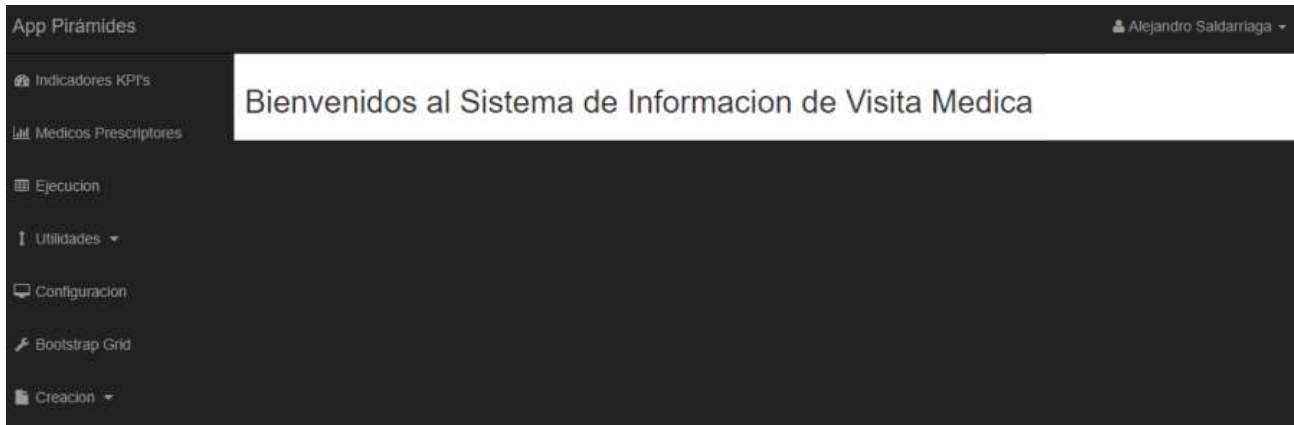 App Pirámides
Alejandro Saldarriaga
Indicadores KPI's
Bienvenidos al Sistema de Informacion de Visita Medica
Medicos Prescriptores
Ejecucion
Utilidades
Configuracion
Bootstrap Grid
Creacion